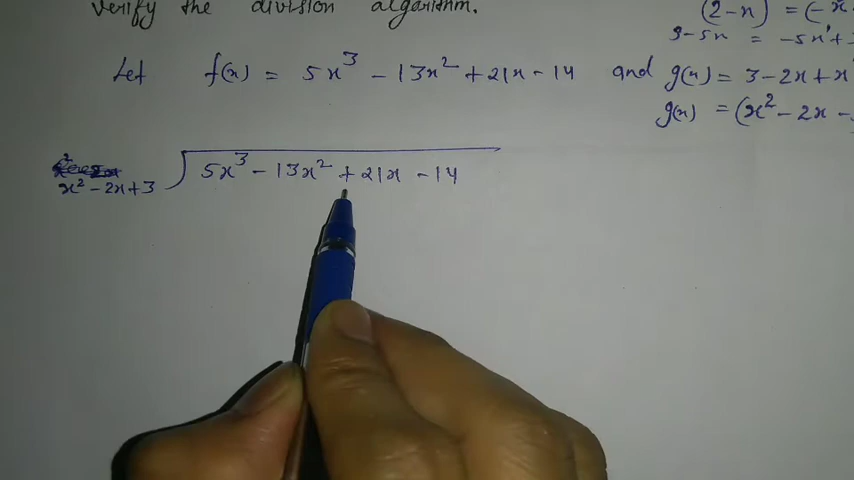 verify the division algorithm.
(2-x) = (-x
3-5x = -5x+
Let f(x) = 5x³ - 13x² + 21x - 14 and g(x) = 3-2x+x
g(x) = (x² - 2x -
5x³ - 13x² + 21x - 14
x² - 2x + 3